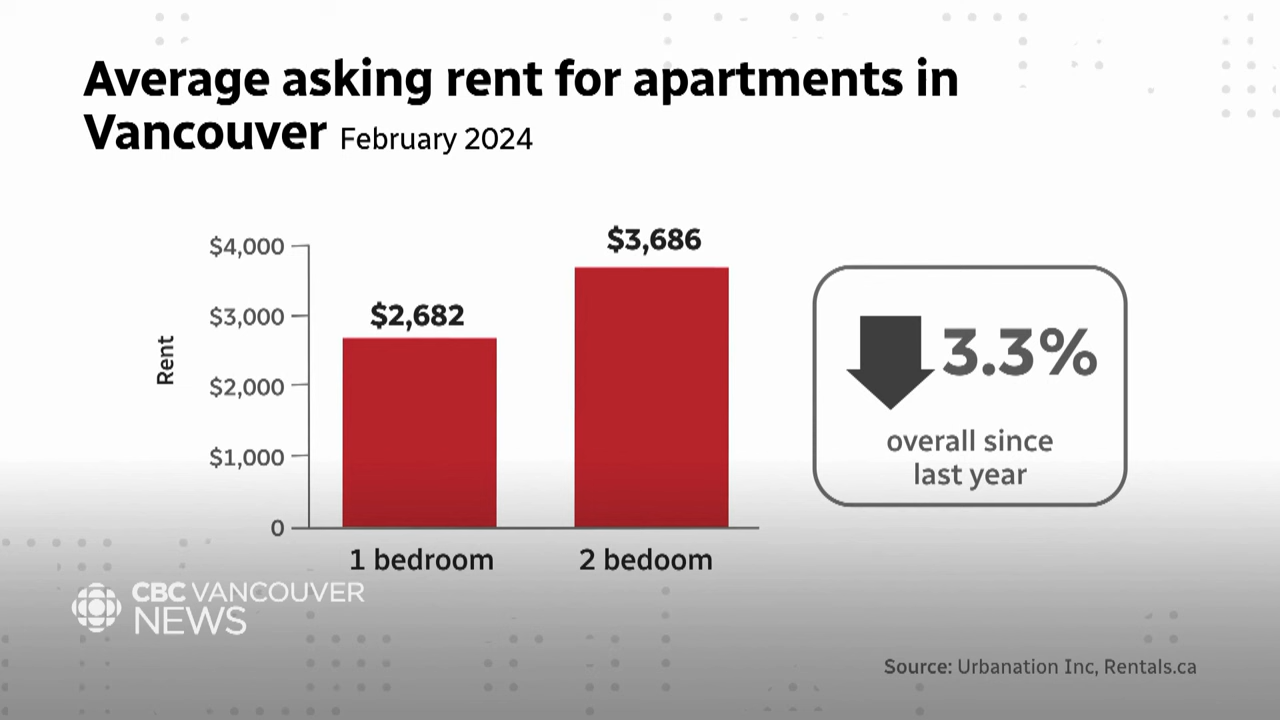 Average asking rent for apartments in
Vancouver February 2024
$4,000
$3,000
$2,000
$1,000
0
Rent
$2,682
$3,686
1 bedroom
2 bedoom
3.3%
overall since
last year
CBC VANCOUVER
NEWS
Source: Urbanation Inc, Rentals.ca